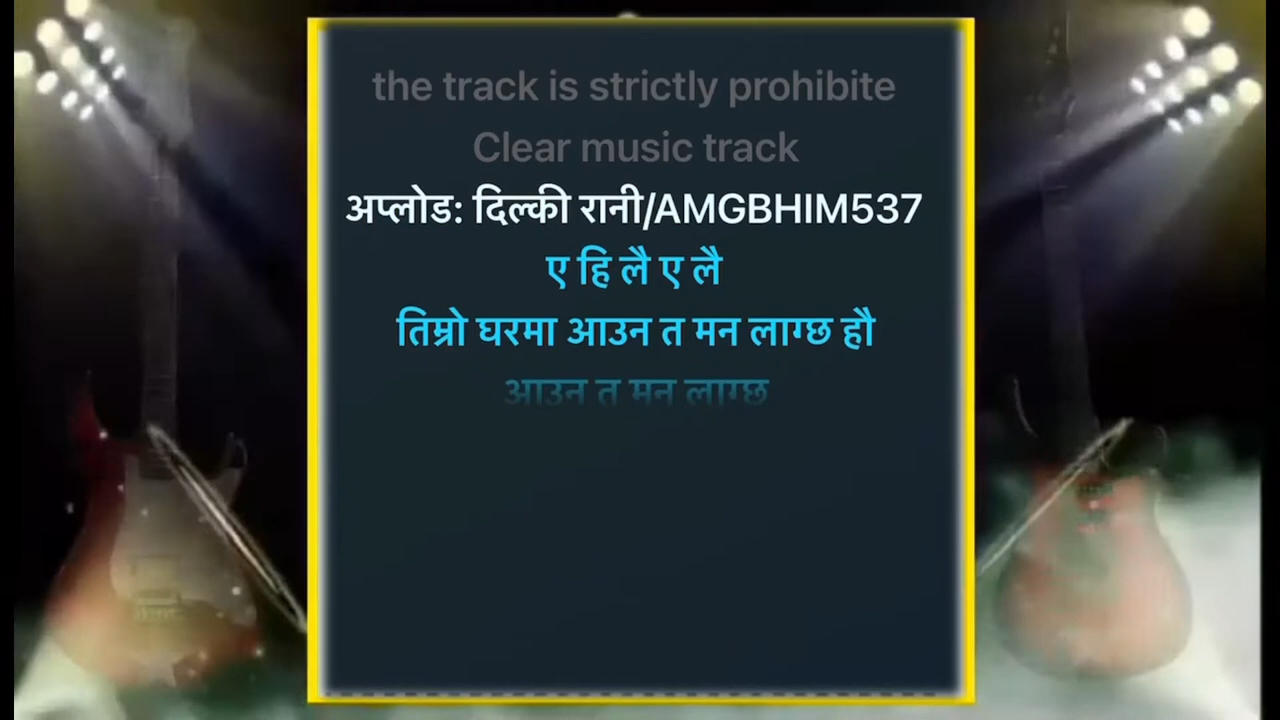 the track is strictly prohibite
Clear music track
अप्लोड: दिल्की रानी/AMGBHIM537
ए हि लै ए लै
तिम्रो घरमा आउन त मन लाग्छ हौ
आउन त मन लाग्छ